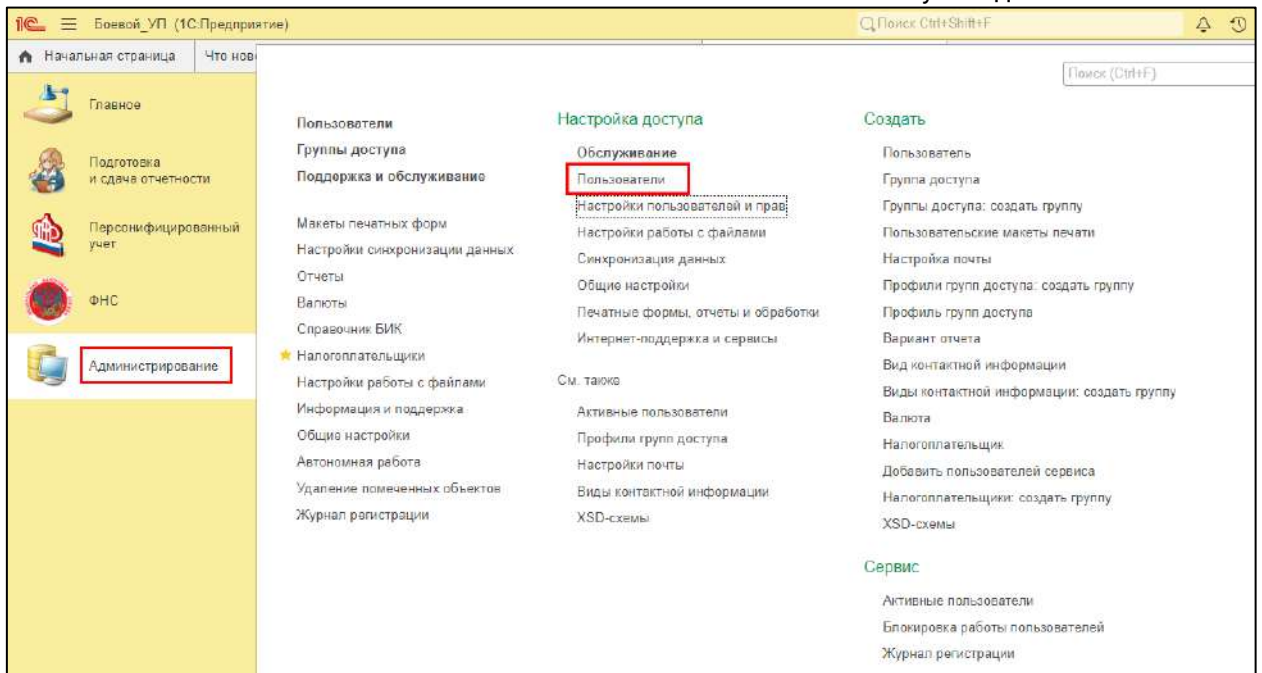 1С Боевой_УП (1С:Предприятие)
Поиск Ctrl+Shift+F
Начальная страница
Что нов
Поиск (Ctrl+F)
Главное
Подготовка
и сдача отчетности
Персонифицированный
учет
ФНС
Администрирование
Пользователи
Группы доступа
Поддержка и обслуживание
Макеты печатных форм
Настройки синхронизации данных
Отчеты
Валюты
Справочник БИК
Налогоплательщики
Настройки работы с файлами
Информация и поддержка
Общие настройки
Автономная работа
Удаление помеченных объектов
Журнал регистрации
Настройка доступа
Обслуживание
Пользователи
Настройки пользователей и прав
Настройки работы с файлами
Синхронизация данных
Общие настройки
Печатные формы, отчеты и обработки
Интернет-поддержка и сервисы
См. также
Активные пользователи
Профили групп доступа
Настройки почты
Виды контактной информации
XSD-схемы
Создать
Пользователь
Группа доступа
Группы доступа: создать группу
Пользовательские макеты печати
Настройка почты
Профили групп доступа: создать группу
Профиль групп доступа
Вариант отчета
Вид контактной информации
Виды контактной информации: создать группу
Валюта
Налогоплательщик
Добавить пользователей сервиса
Налогоплательщики: создать группу
XSD-схемы
Сервис
Активные пользователи
Блокировка работы пользователей
Журнал регистрации